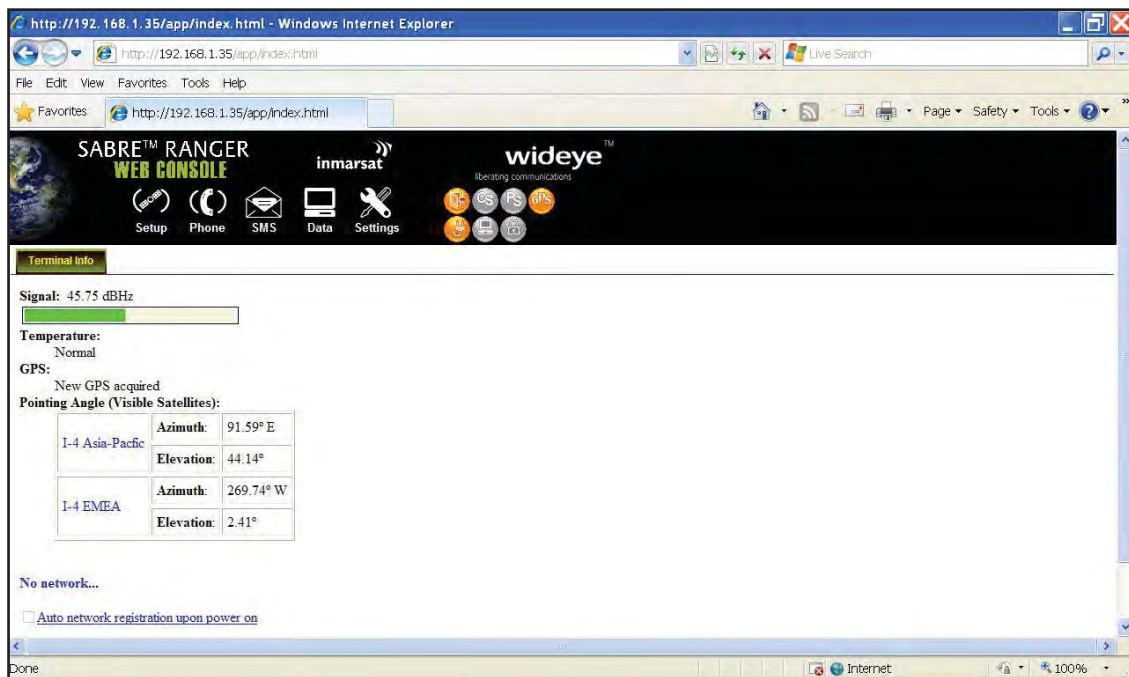 http://192.168.1.35/app/index.html - Windows Internet Explorer
http://192.168.1.35/app/index.html
Live Search
File Edit View Favorites Tools Help
Favorites http://192.168.1.35/app/index.html Page Safety Tools
SABRE™ RANGER
WEB CONSOLE
inmarsat
wideye™
liberating communications
CS PS GPS
Setup Phone SMS Data Settings
Terminal Info
Signal: 45.75 dBHz
Temperature:
Normal
GPS:
New GPS acquired
Pointing Angle (Visible Satellites):
I-4 Asia-Pacfic
Azimuth: 91.59° E
Elevation: 44.14°
I-4 EMEA
Azimuth: 269.74° W
Elevation: 2.41°
No network...
Auto network registration upon power on
Done Internet 100%